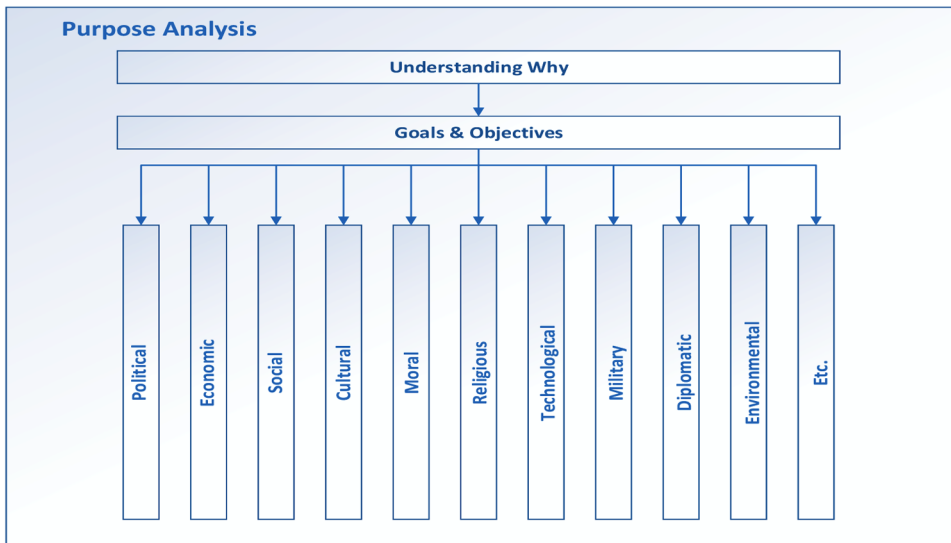 Purpose Analysis
Understanding Why
Goals & Objectives
Political
Economic
Social
Cultural
Moral
Religious
Technological
Military
Diplomatic
Environmental
Etc.